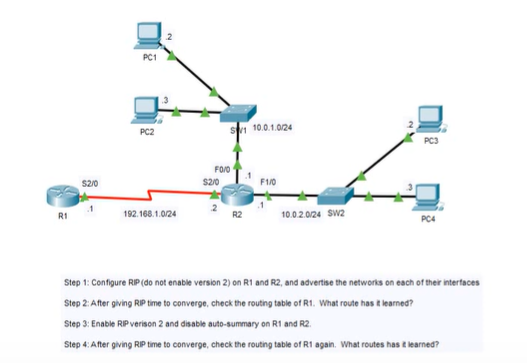 .2
PC1
.3
PC2
SW1 10.0.1.0/24
.2
PC3
F0/0
.1
S2/0
S2/0
F1/0
.3
.1
192.168.1.0/24
.2
.1
R1
R2
10.0.2.0/24 SW2
PC4
Step 1: Configure RIP (do not enable version 2) on R1 and R2, and advertise the networks on each of their interfaces
Step 2: After giving RIP time to converge, check the routing table of R1. What route has it learned?
Step 3: Enable RIP verison 2 and disable auto-summary on R1 and R2.
Step 4: After giving RIP time to converge, check the routing table of R1 again. What routes has it learned?